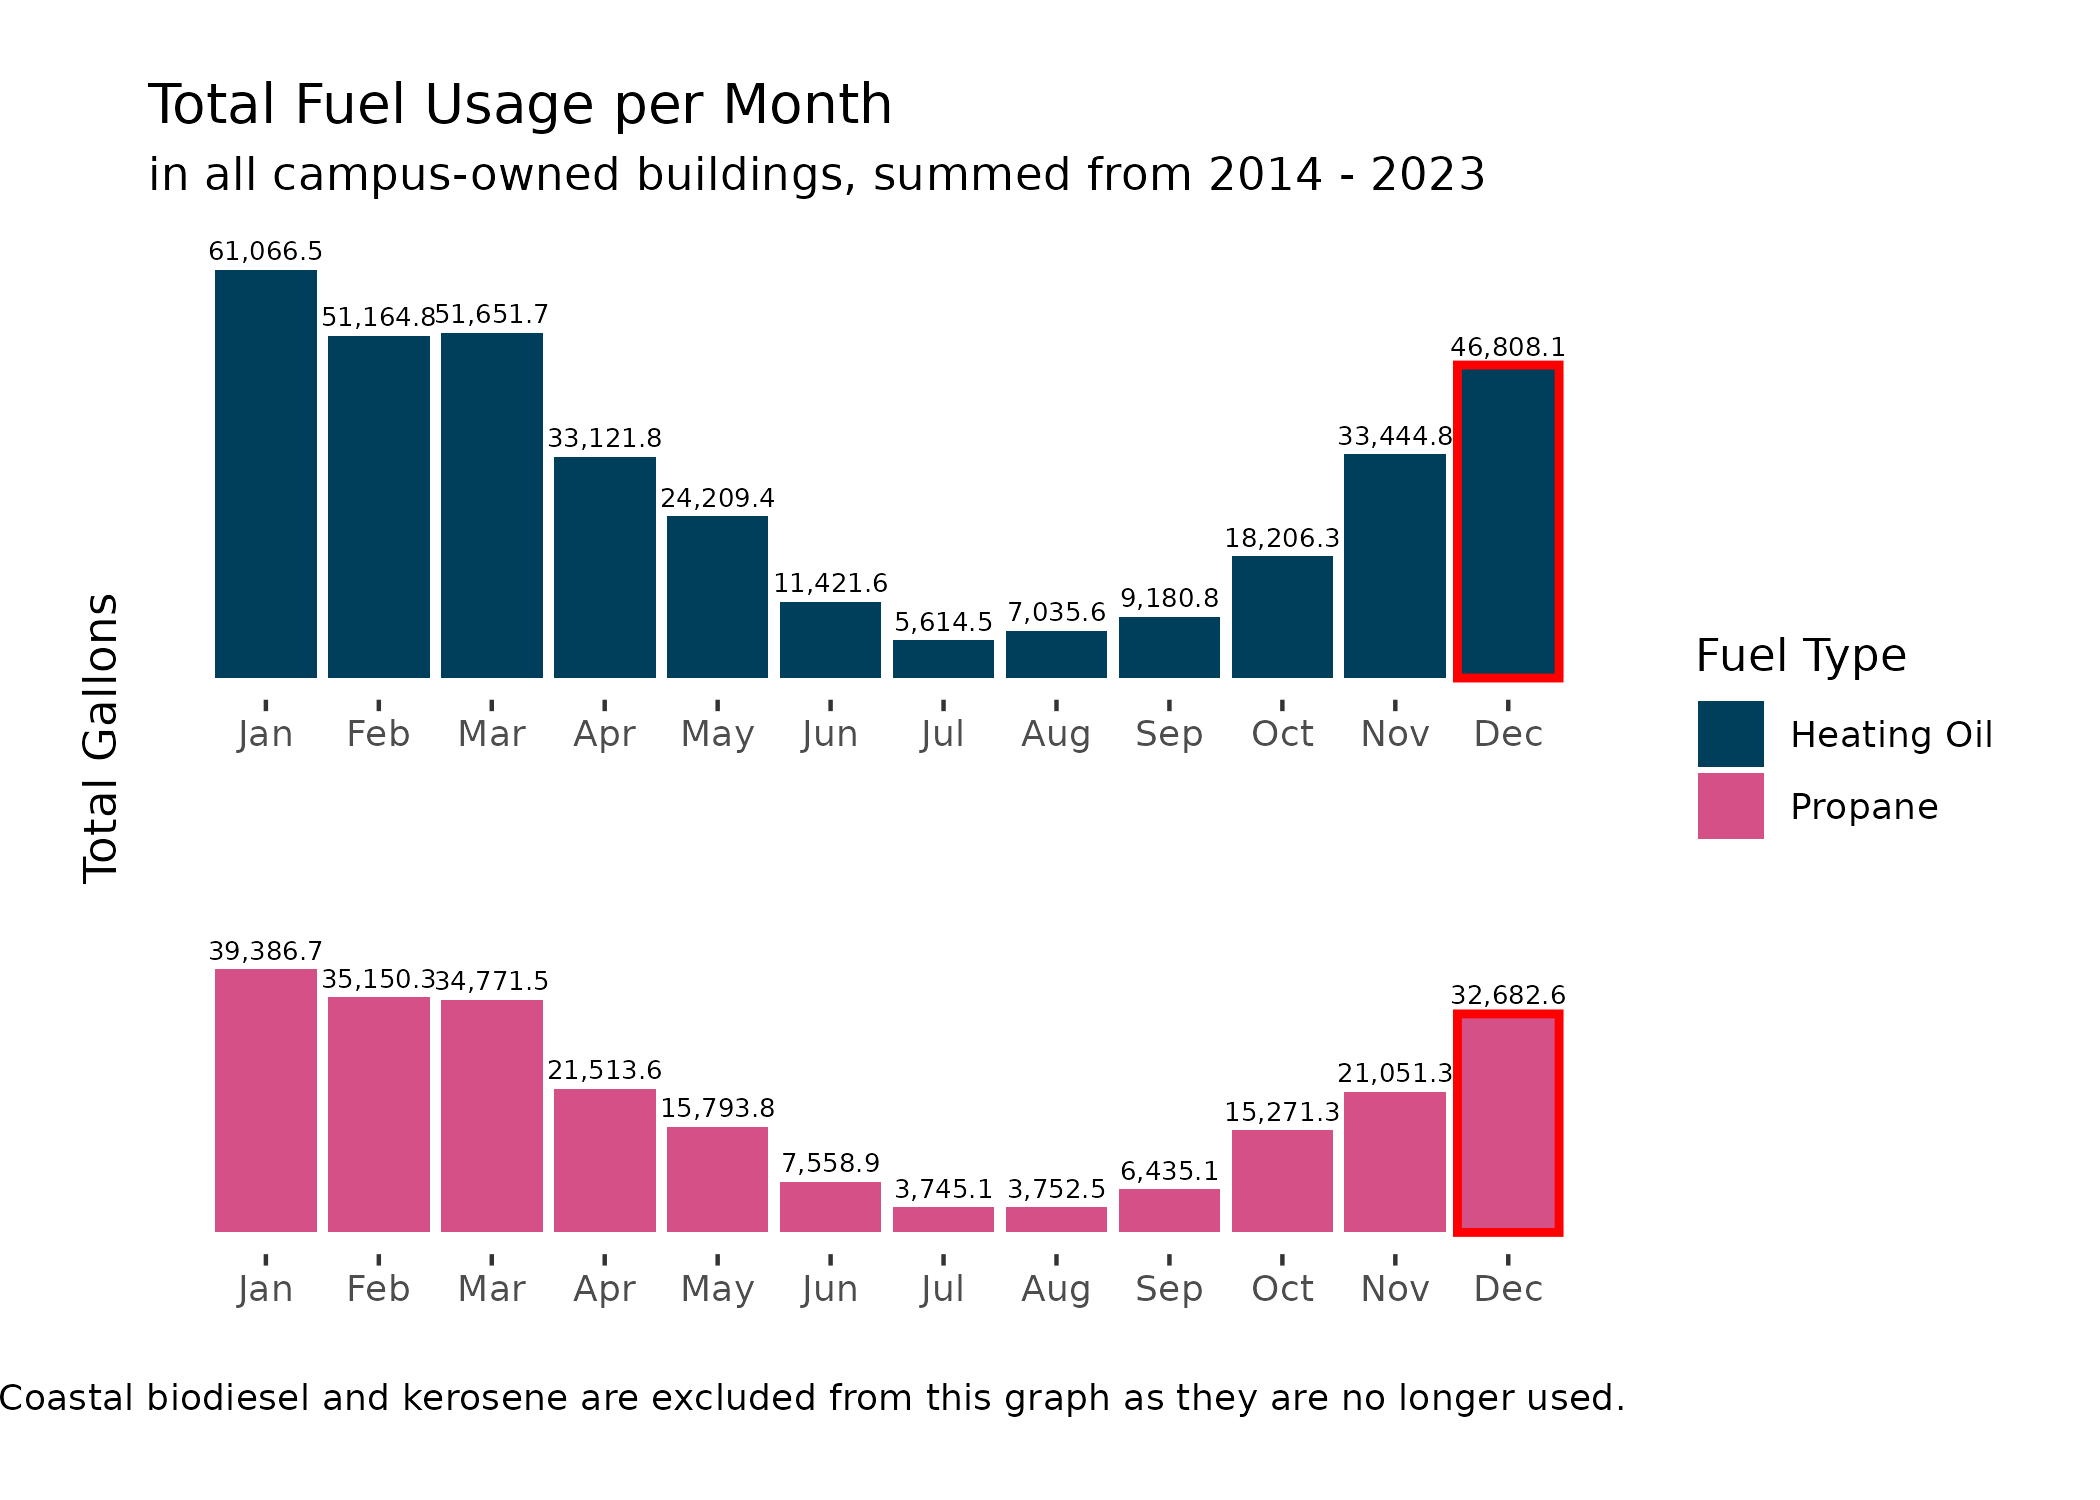 Total Fuel Usage per Month
in all campus-owned buildings, summed from 2014 - 2023
Total Gallons
61,066.5 51,164.8 51,651.7 33,121.8 24,209.4 11,421.6 5,614.5 7,035.6 9,180.8 18,206.3 33,444.8 46,808.1
Jan Feb Mar Apr May Jun Jul Aug Sep Oct Nov Dec
39,386.7 35,150.3 34,771.5 21,513.6 15,793.8 7,558.9 3,745.1 3,752.5 6,435.1 15,271.3 21,051.3 32,682.6
Jan Feb Mar Apr May Jun Jul Aug Sep Oct Nov Dec
Fuel Type
Heating Oil
Propane
Coastal biodiesel and kerosene are excluded from this graph as they are no longer used.